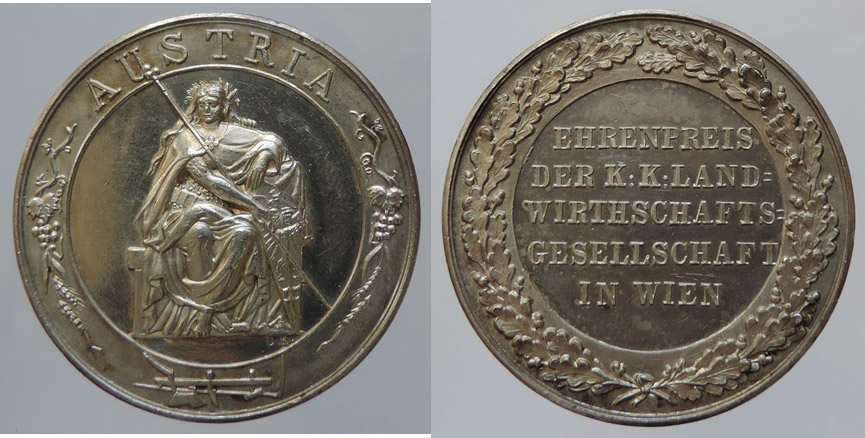 AUSTRIA
EHRENPREIS
DER K:K:LAND=
WIRTHSCHAFTS=
GESELLSCHAFT
IN WIEN